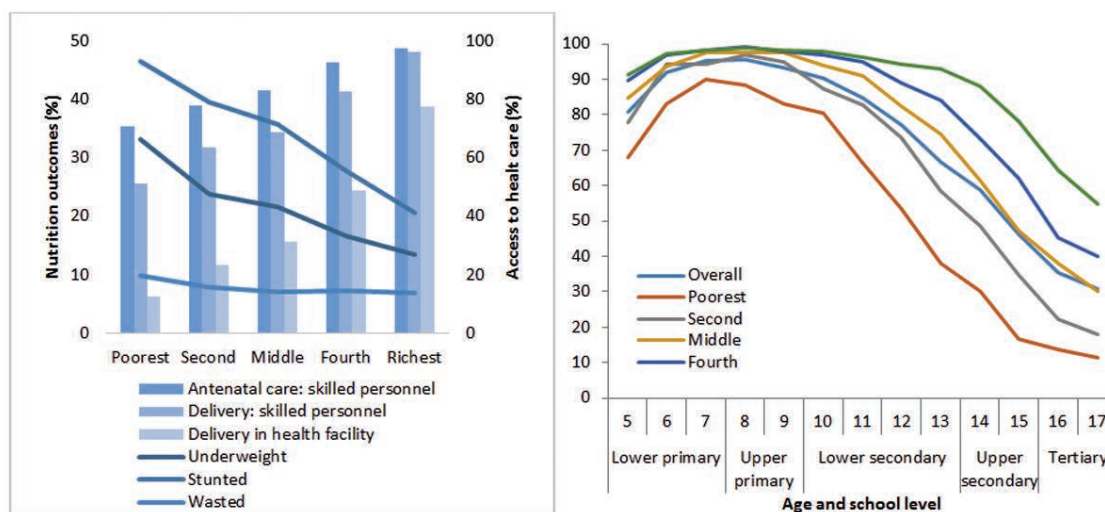 50
40
30
20
10
0
Nutrition outcomes (%)
100
80
60
40
20
0
Access to healt care (%)
Poorest Second Middle Fourth Richest
Antenatal care: skilled personnel
Delivery: skilled personnel
Delivery in health facility
Underweight
Stunted
Wasted
100
90
80
70
60
50
40
30
20
10
0
Overall
Poorest
Second
Middle
Fourth
5 6 7 8 9 10 11 12 13 14 15 16 17
Lower primary Upper primary Lower secondary Upper secondary Tertiary
Age and school level